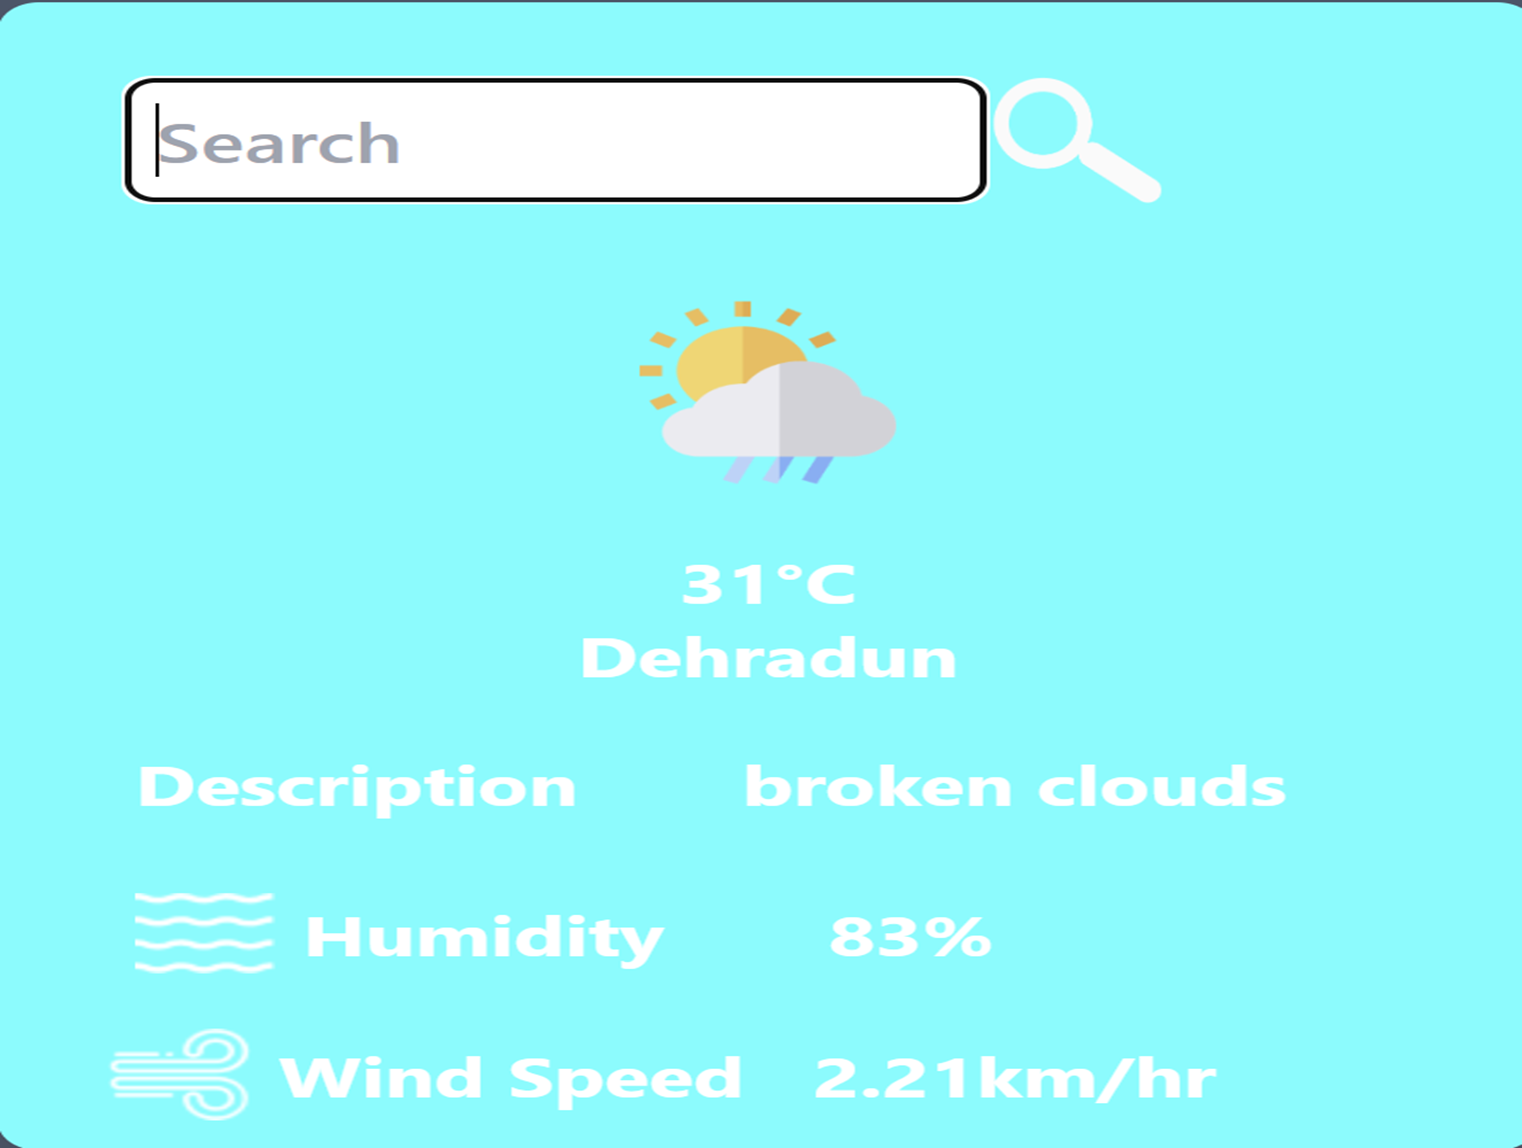 Search
31°C
Dehradun
Description broken clouds
Humidity 83%
Wind Speed 2.21km/hr